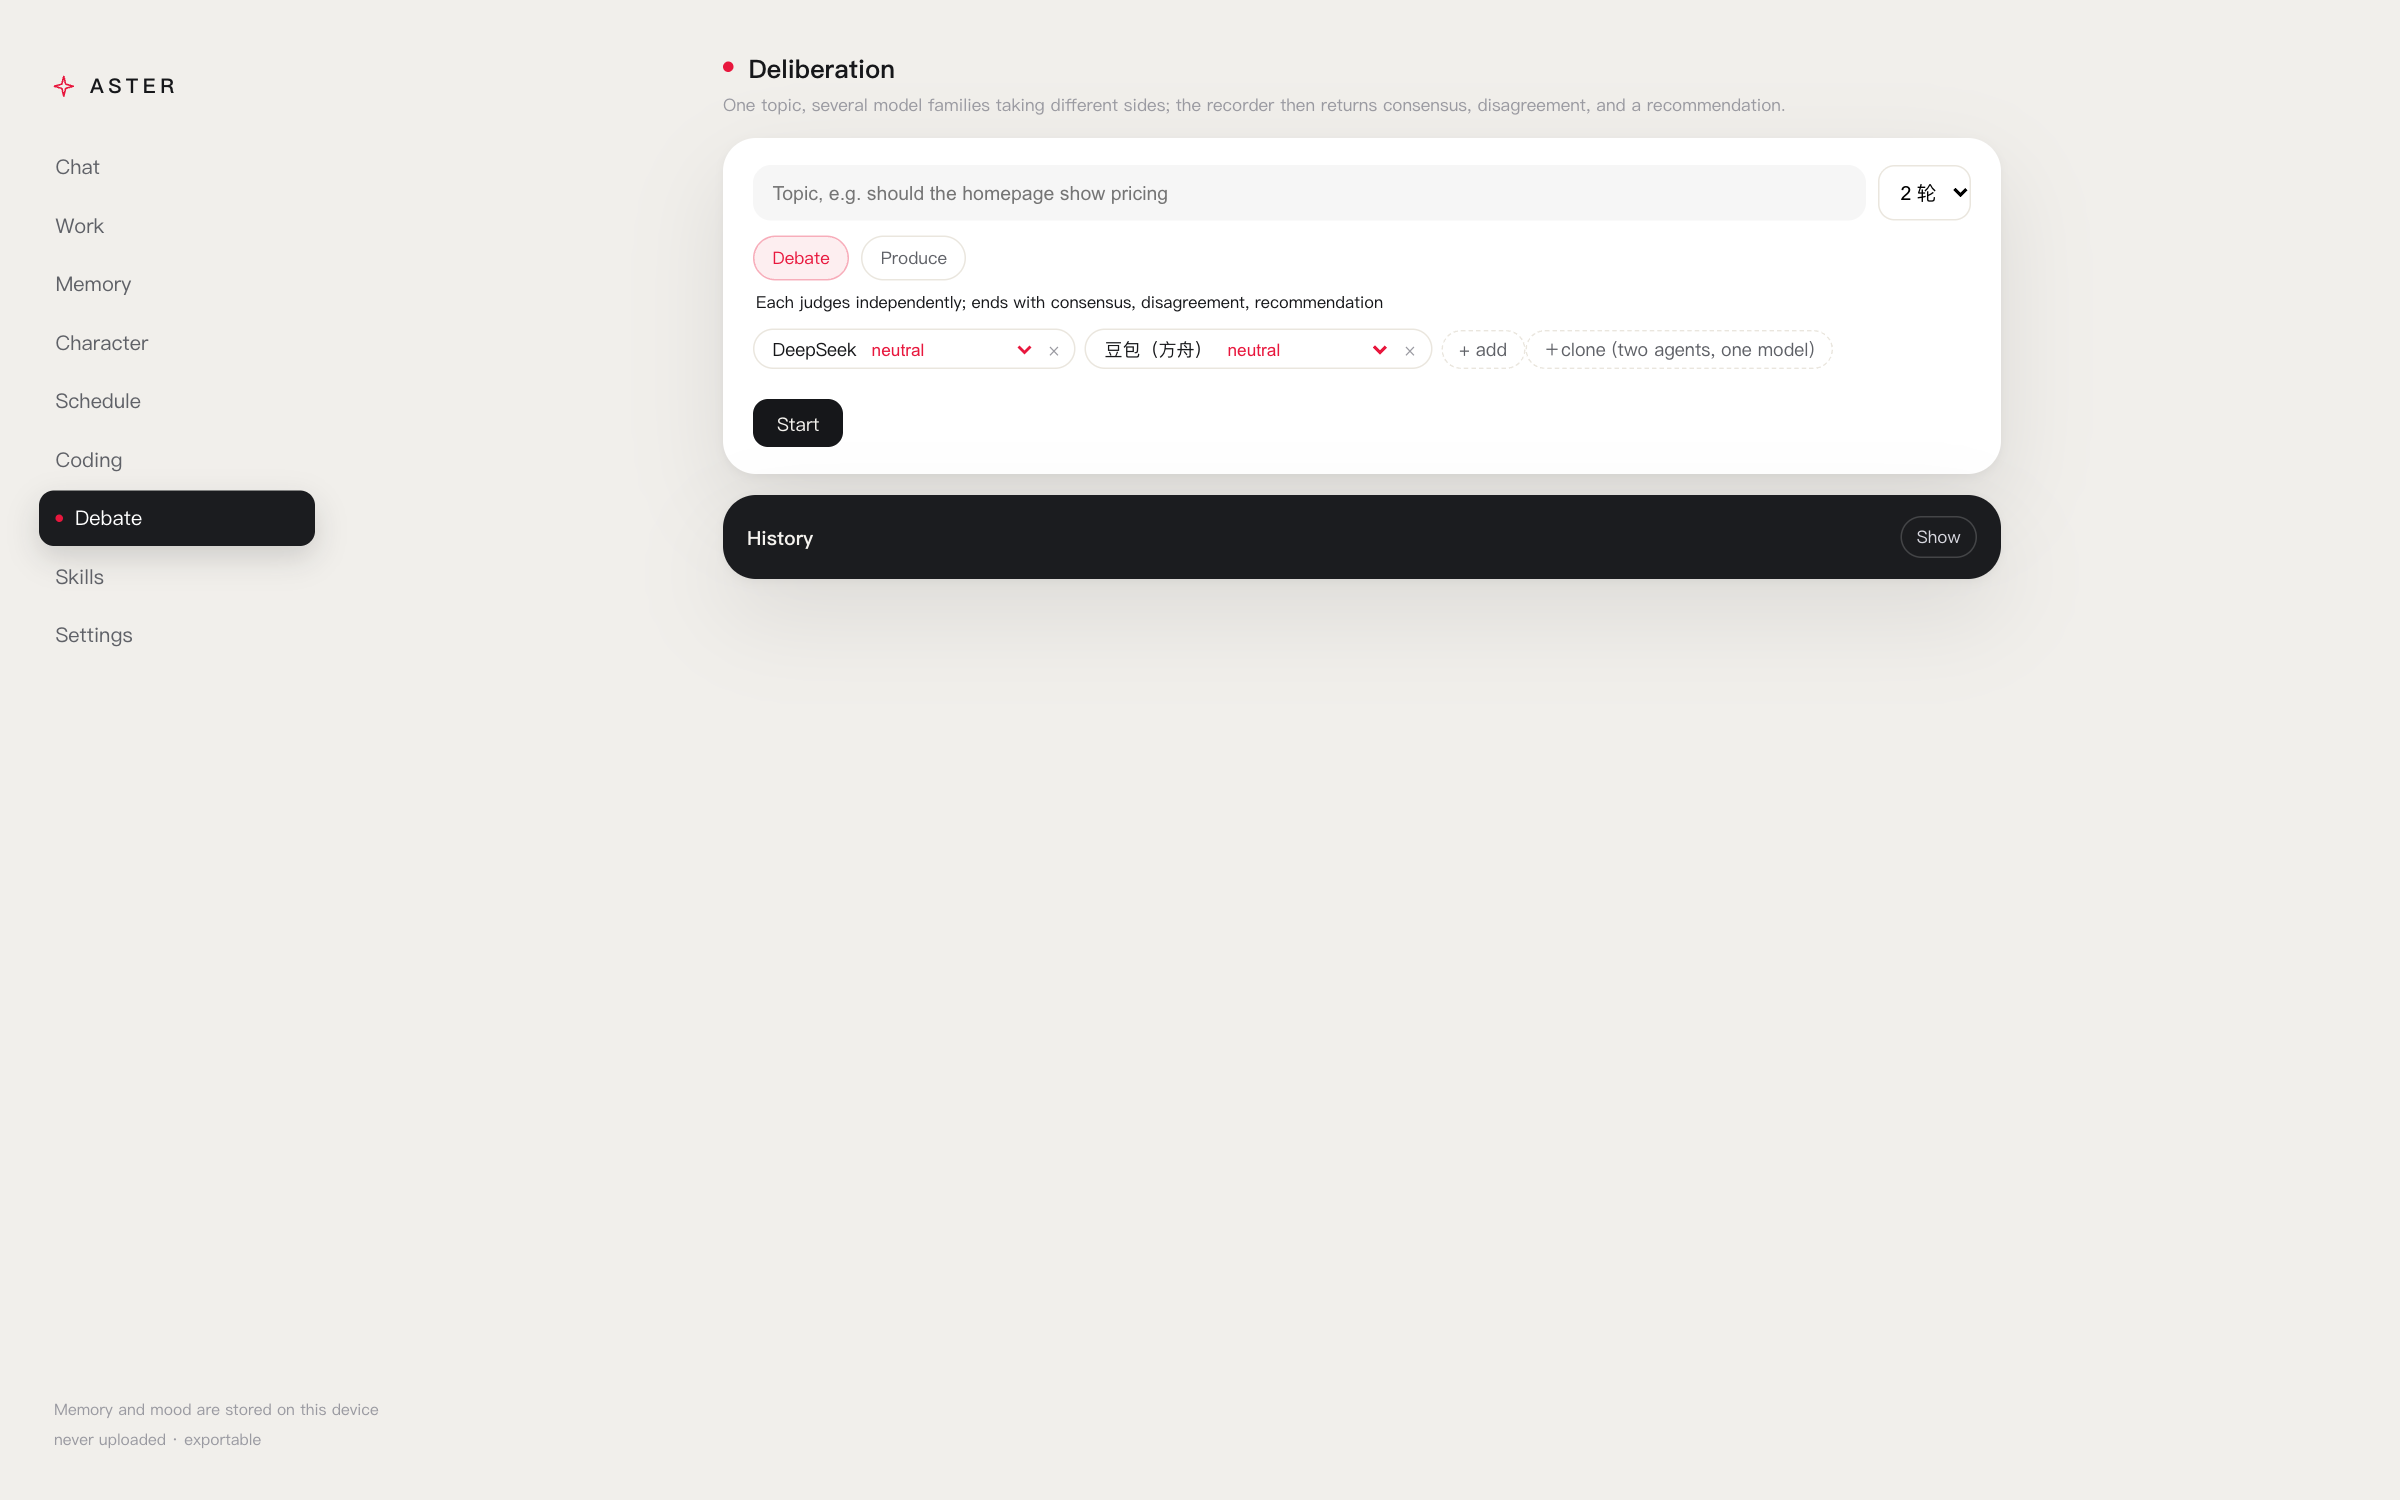 ASTER
Chat
Work
Memory
Character
Schedule
Coding
Debate
Skills
Settings
Memory and mood are stored on this device
never uploaded · exportable
Deliberation
One topic, several model families taking different sides; the recorder then returns consensus, disagreement, and a recommendation.
Topic, e.g. should the homepage show pricing
2 轮
Debate
Produce
Each judges independently; ends with consensus, disagreement, recommendation
DeepSeek neutral ×
豆包（方舟） neutral ×
+ add
＋clone (two agents, one model)
Start
History
Show